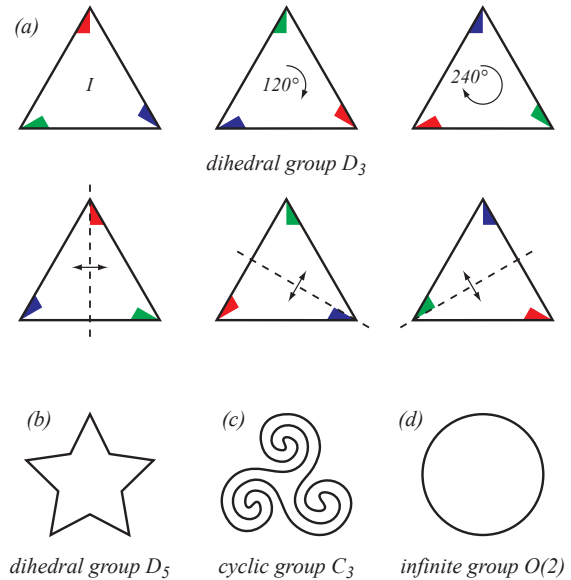 (a)
I
120°
240°
dihedral group D3
(b)
(c)
(d)
dihedral group D5
cyclic group C3
infinite group O(2)